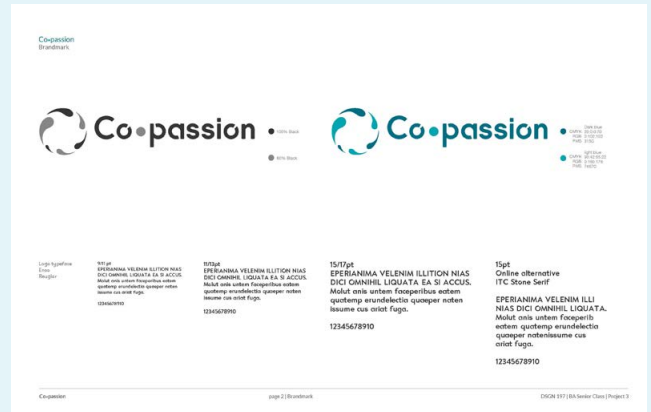 Co•passion
Brandmark
Co•passion
100% Black
Co•passion
Dark Blue
Light Blue
Logo typeface
9/11 pt
EPERIANIMA VELENIM ILLITION NIAS
DICI OMNIHIL LIQUATA EA SI ACCUS.
Molut anis untem faceperibus eatem
quatemp erundelectia quaeper naten
issume cus ariat fuga.
12345678910
11/13pt
EPERIANIMA VELENIM ILLITION NIAS
DICI OMNIHIL LIQUATA EA SI ACCUS.
Molut anis untem faceperibus eatem
quatemp erundelectia quaeper naten
issume cus ariat fuga.
12345678910
15/17pt
EPERIANIMA VELENIM ILLITION NIAS
DICI OMNIHIL LIQUATA EA SI ACCUS.
Molut anis untem faceperibus eatem
quatemp erundelectia quaeper naten
issume cus ariat fuga.
12345678910
15pt
Online alternative
ITC Stone Serif
EPERIANIMA VELENIM ILLI
NIAS DICI OMNIHIL LIQUATA.
Molut anis untem faceperib
eatem quatemp erundelectia
quaeper natenissume cus
ariat fuga.
12345678910
Co•passion
page 2 | Brandmark
DSGN 197 | BA Senior Class | Project 3